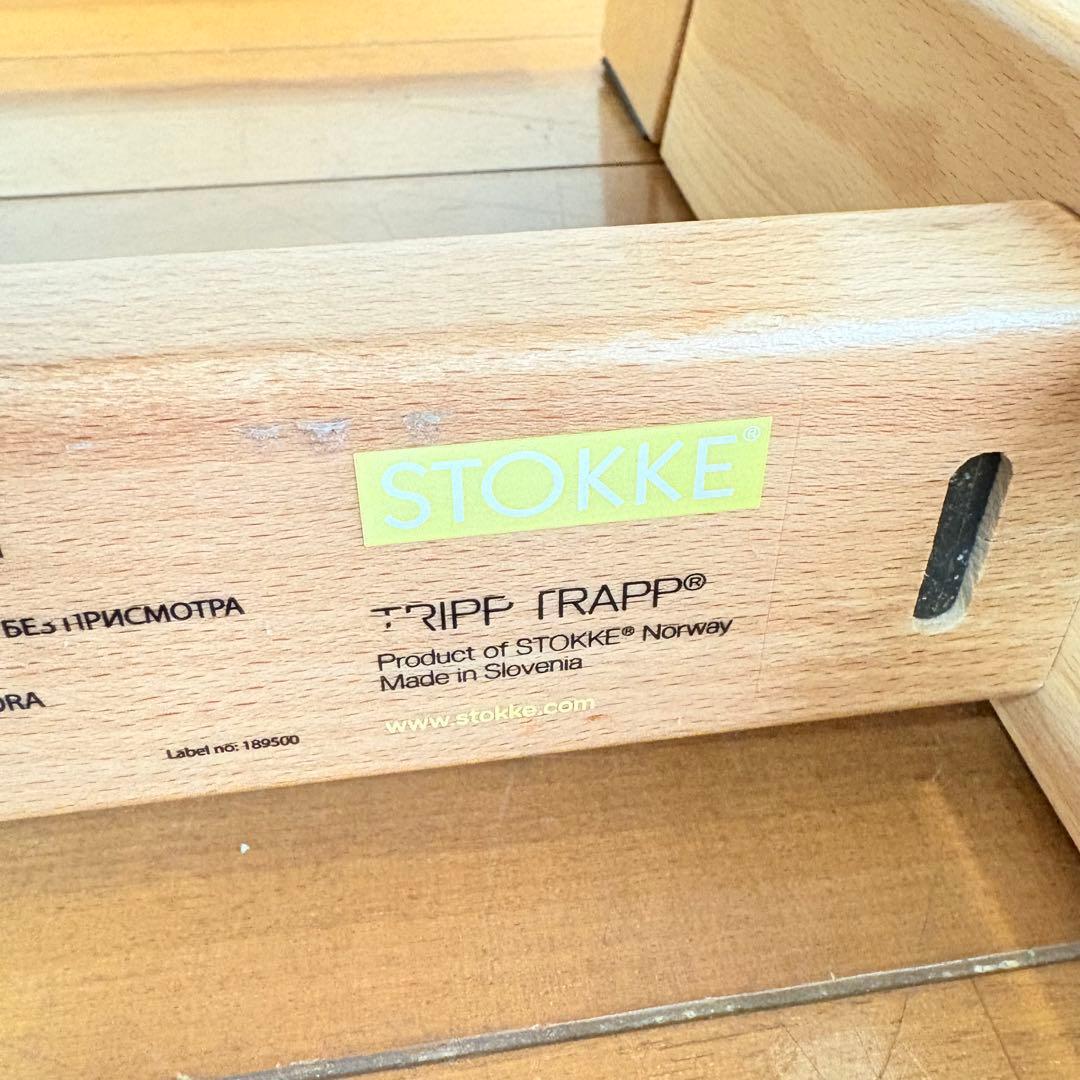 STOKKE®
TRIPP TRAPP®
Product of STOKKE® Norway
Made in Slovenia
www.stokke.com
БЕЗ ПРИСМОТРА
ORA
Label no: 189500